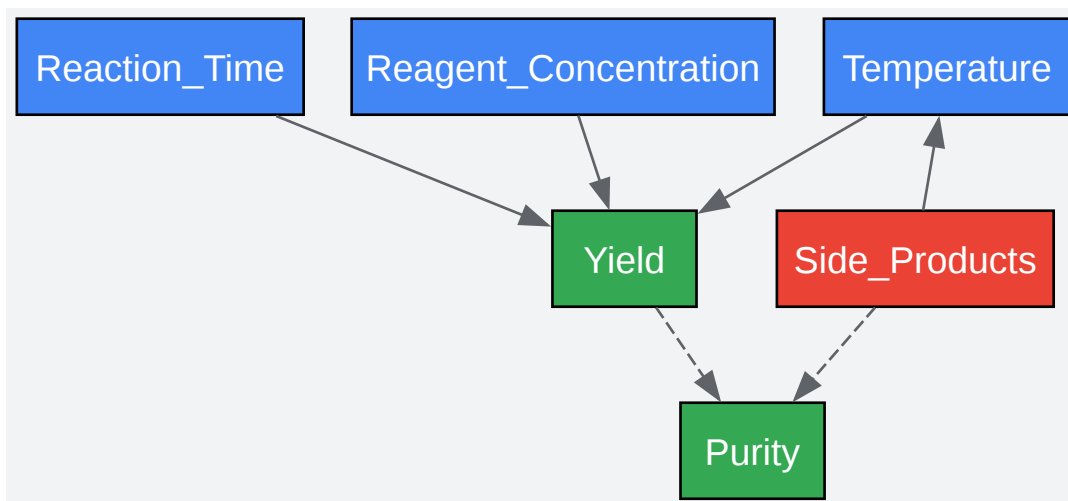 Reaction_Time
Reagent_Concentration
Temperature
Yield
Side_Products
Purity